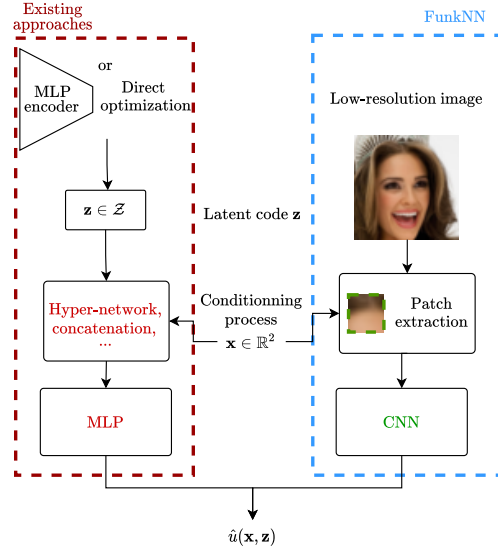 Existing
approaches
MLP
encoder
or
Direct
optimization
z ∈ 𝒵
Hyper-network,
concatenation,
...
MLP
Latent code z
Conditionning
process
x ∈ ℝ²
FunkNN
Low-resolution image
Patch
extraction
CNN
û(x, z)